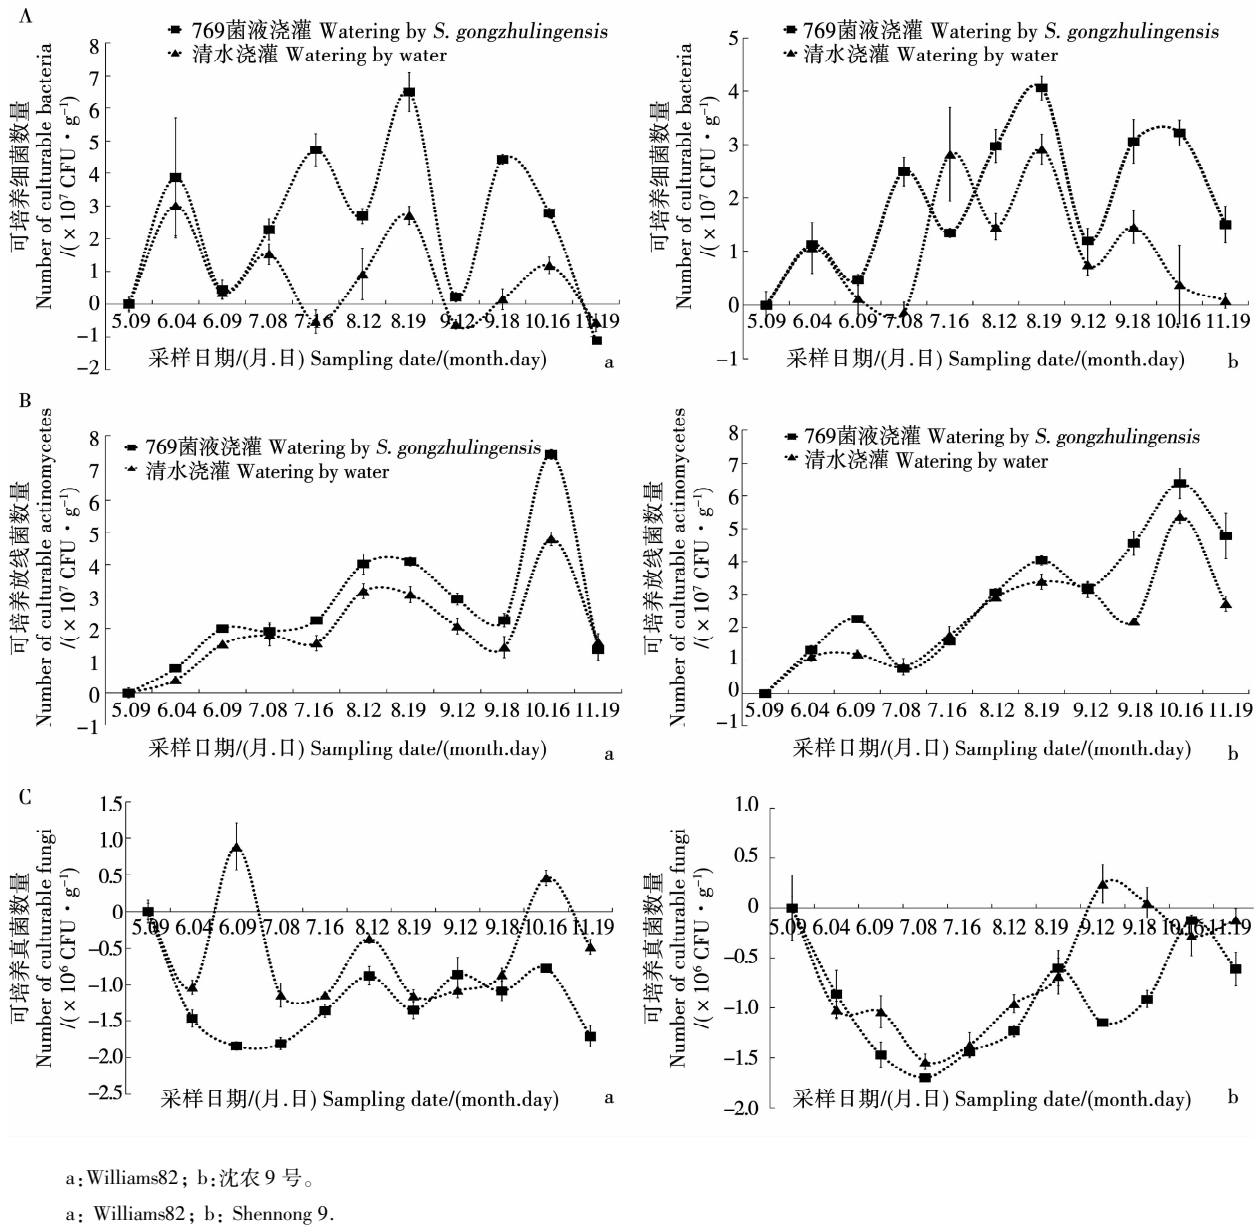 A
769菌液浇灌 Watering by S. gongzhulingensis
清水浇灌 Watering by water
可培养细菌数量
Number of culturable bacteria
/(×10⁷ CFU·g⁻¹)
8
7
6
5
4
3
2
1
0
−1
−2
5.09 6.04 6.09 7.08 7.16 8.12 8.19 9.12 9.18 10.16 11.19
采样日期/(月.日) Sampling date/(month.day)
a
769菌液浇灌 Watering by S. gongzhulingensis
清水浇灌 Watering by water
可培养细菌数量
Number of culturable bacteria
/(×10⁷ CFU·g⁻¹)
5
4
3
2
1
0
−1
5.09 6.04 6.09 7.08 7.16 8.12 8.19 9.12 9.18 10.16 11.19
采样日期/(月.日) Sampling date/(month.day)
b
B
769菌液浇灌 Watering by S. gongzhulingensis
清水浇灌 Watering by water
可培养放线菌数量
Number of culturable actinomycetes
/(×10⁷ CFU·g⁻¹)
8
7
6
5
4
3
2
1
0
−1
5.09 6.04 6.09 7.08 7.16 8.12 8.19 9.12 9.18 10.16 11.19
采样日期/(月.日) Sampling date/(month.day)
a
769菌液浇灌 Watering by S. gongzhulingensis
清水浇灌 Watering by water
可培养放线菌数量
Number of culturable actinomycetes
/(×10⁷ CFU·g⁻¹)
8
7
6
5
4
3
2
1
0
−1
5.09 6.04 6.09 7.08 7.16 8.12 8.19 9.12 9.18 10.16 11.19
采样日期/(月.日) Sampling date/(month.day)
b
C
可培养真菌数量
Number of culturable fungi
/(×10⁶ CFU·g⁻¹)
1.5
1.0
0.5
0
−0.5
−1.0
−1.5
−2.0
−2.5
5.09 6.04 6.09 7.08 7.16 8.12 8.19 9.12 9.18 10.16 11.19
采样日期/(月.日) Sampling date/(month.day)
a
可培养真菌数量
Number of culturable fungi
/(×10⁶ CFU·g⁻¹)
1.0
0.5
0
−0.5
−1.0
−1.5
−2.0
5.09 6.04 6.09 7.08 7.16 8.12 8.19 9.12 9.18 10.16 11.19
采样日期/(月.日) Sampling date/(month.day)
b
a:Williams82; b:沈农9号。
a: Williams82; b: Shennong 9.